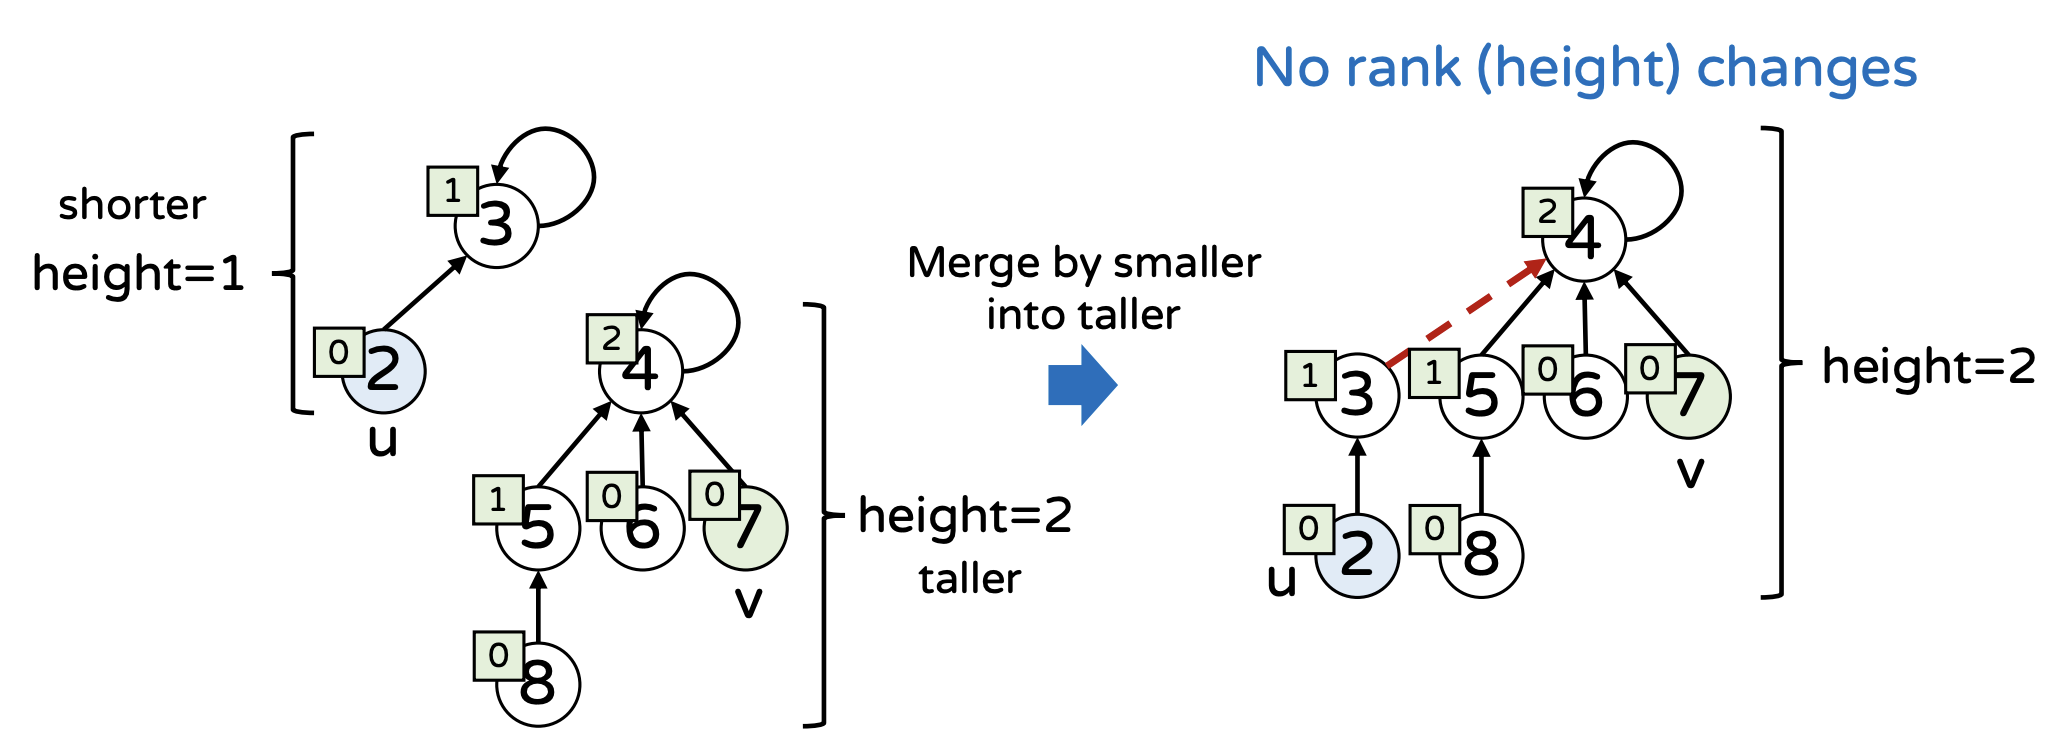 No rank (height) changes
shorter
height=1
1
3
0
2
u
2
4
1
5
0
6
0
7
v
0
8
height=2
taller
Merge by smaller
into taller
2
4
1
3
1
5
0
6
0
7
v
0
2
u
0
8
height=2